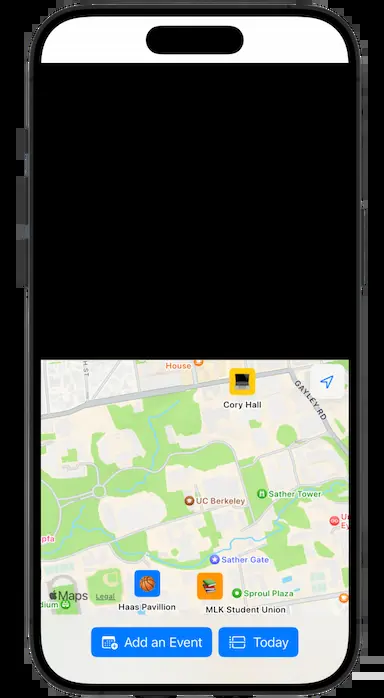 H ST
House
Cory Hall
GAYLEY RD
Sather Tower
UC Berkeley
Sather Gate
Maps
Legal
Sproul Plaza
Haas Pavillion
MLK Student Union
Add an Event
Today